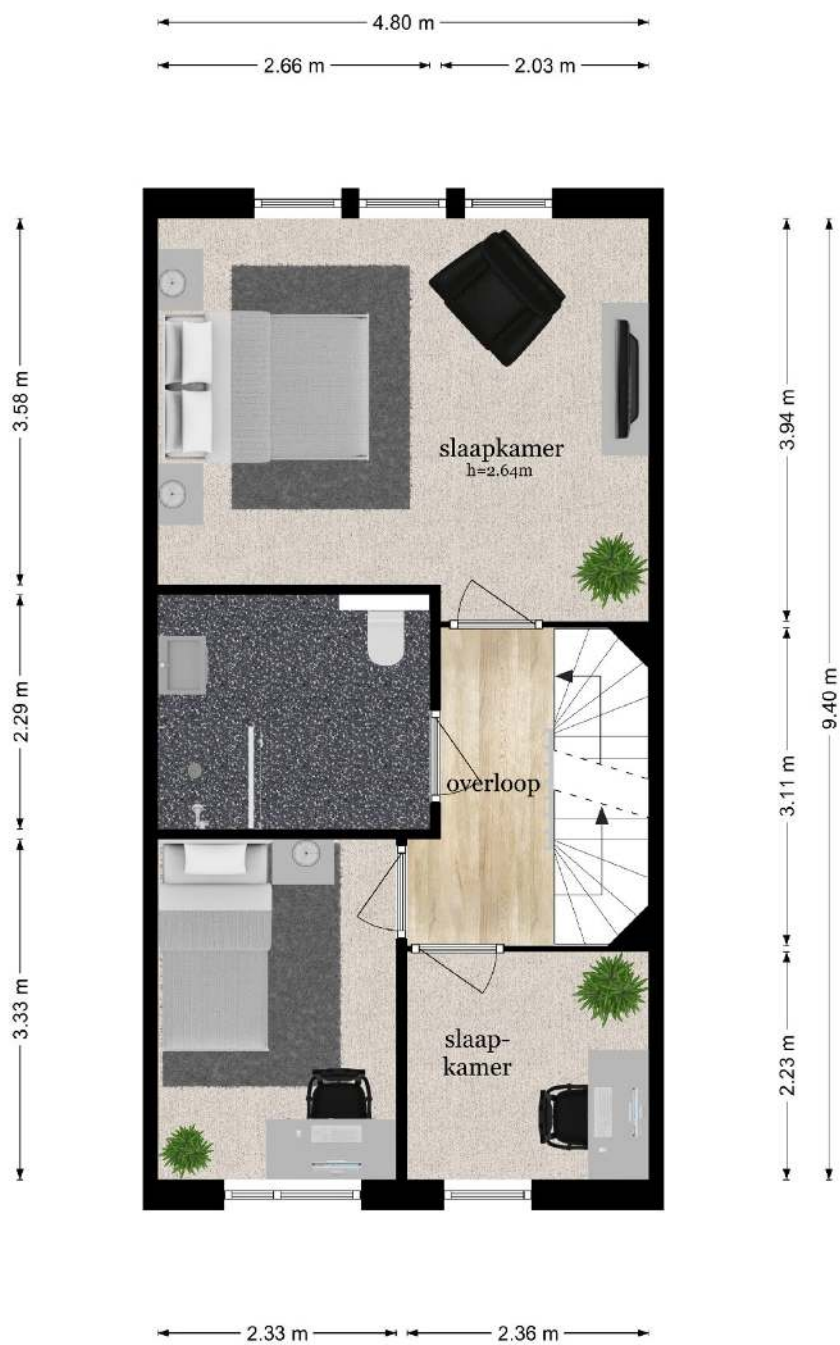 4.80 m
2.66 m
2.03 m
3.58 m
3.94 m
slaapkamer
h=2.64m
2.29 m
9.40 m
3.11 m
overloop
3.33 m
slaap-
kamer
2.23 m
2.33 m
2.36 m